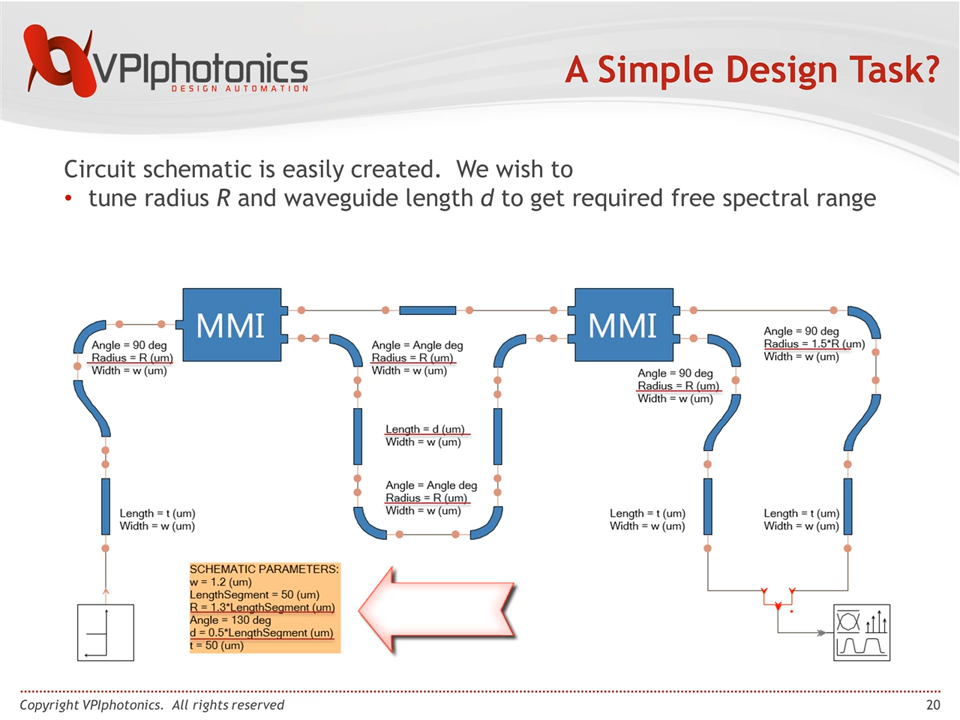 VPIphotonics
DESIGN AUTOMATION
A Simple Design Task?
Circuit schematic is easily created. We wish to
• tune radius R and waveguide length d to get required free spectral range
MMI
MMI
Angle = 90 deg
Radius = R (um)
Width = w (um)
Angle = Angle deg
Radius = R (um)
Width = w (um)
Angle = 90 deg
Radius = R (um)
Width = w (um)
Angle = 90 deg
Radius = 1.5*R (um)
Width = w (um)
Length = d (um)
Width = w (um)
Angle = Angle deg
Radius = R (um)
Width = w (um)
Length = t (um)
Width = w (um)
Length = t (um)
Width = w (um)
Length = t (um)
Width = w (um)
SCHEMATIC PARAMETERS:
w = 1.2 (um)
LengthSegment = 50 (um)
R = 1.3*LengthSegment (um)
Angle = 130 deg
d = 0.5*LengthSegment (um)
t = 50 (um)
Copyright VPIphotonics. All rights reserved
20